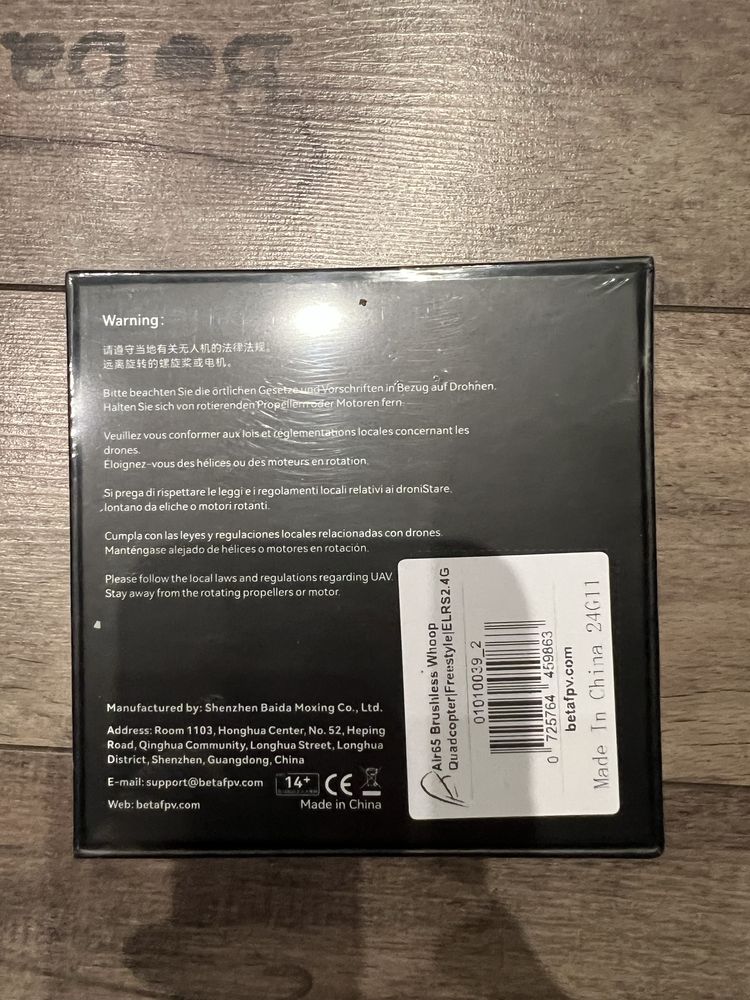 Warning:
请遵守当地有关无人机的法律法规。
远离旋转的螺旋桨或电机。
Bitte beachten Sie die örtlichen Gesetze und Vorschriften in Bezug auf Drohnen.
Halten Sie sich von rotierenden Propellern oder Motoren fern.
Veuillez vous conformer aux lois et réglementations locales concernant les
drones.
Éloignez-vous des hélices ou des moteurs en rotation.
Si prega di rispettare le leggi e i regolamenti locali relativi ai droniStare.
lontano da eliche o motori rotanti.
Cumpla con las leyes y regulaciones locales relacionadas con drones.
Manténgase alejado de hélices o motores en rotación.
Please follow the local laws and regulations regarding UAV.
Stay away from the rotating propellers or motor.
Manufactured by: Shenzhen Baida Moxing Co., Ltd.
Address: Room 1103, Honghua Center, No. 52, Heping
Road, Qinghua Community, Longhua Street, Longhua
District, Shenzhen, Guangdong, China
E-mail: support@betafpv.com
14+
CE
Web: betafpv.com
Made in China
Air65 Brushless Whoop
Quadcopter|Freestyle|ELRS2.4G
01010039_2
0 725764 459863
betafpv.com
Made In China 24G11